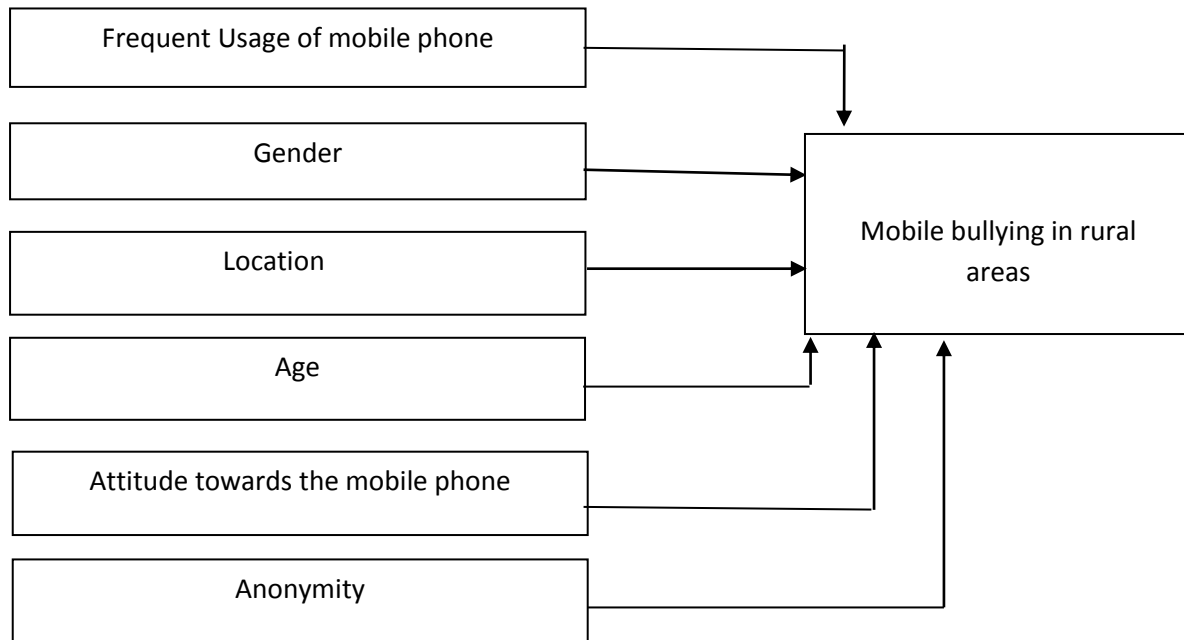 Frequent Usage of mobile phone
Gender
Location
Age
Attitude towards the mobile phone
Anonymity
Mobile bullying in rural
areas